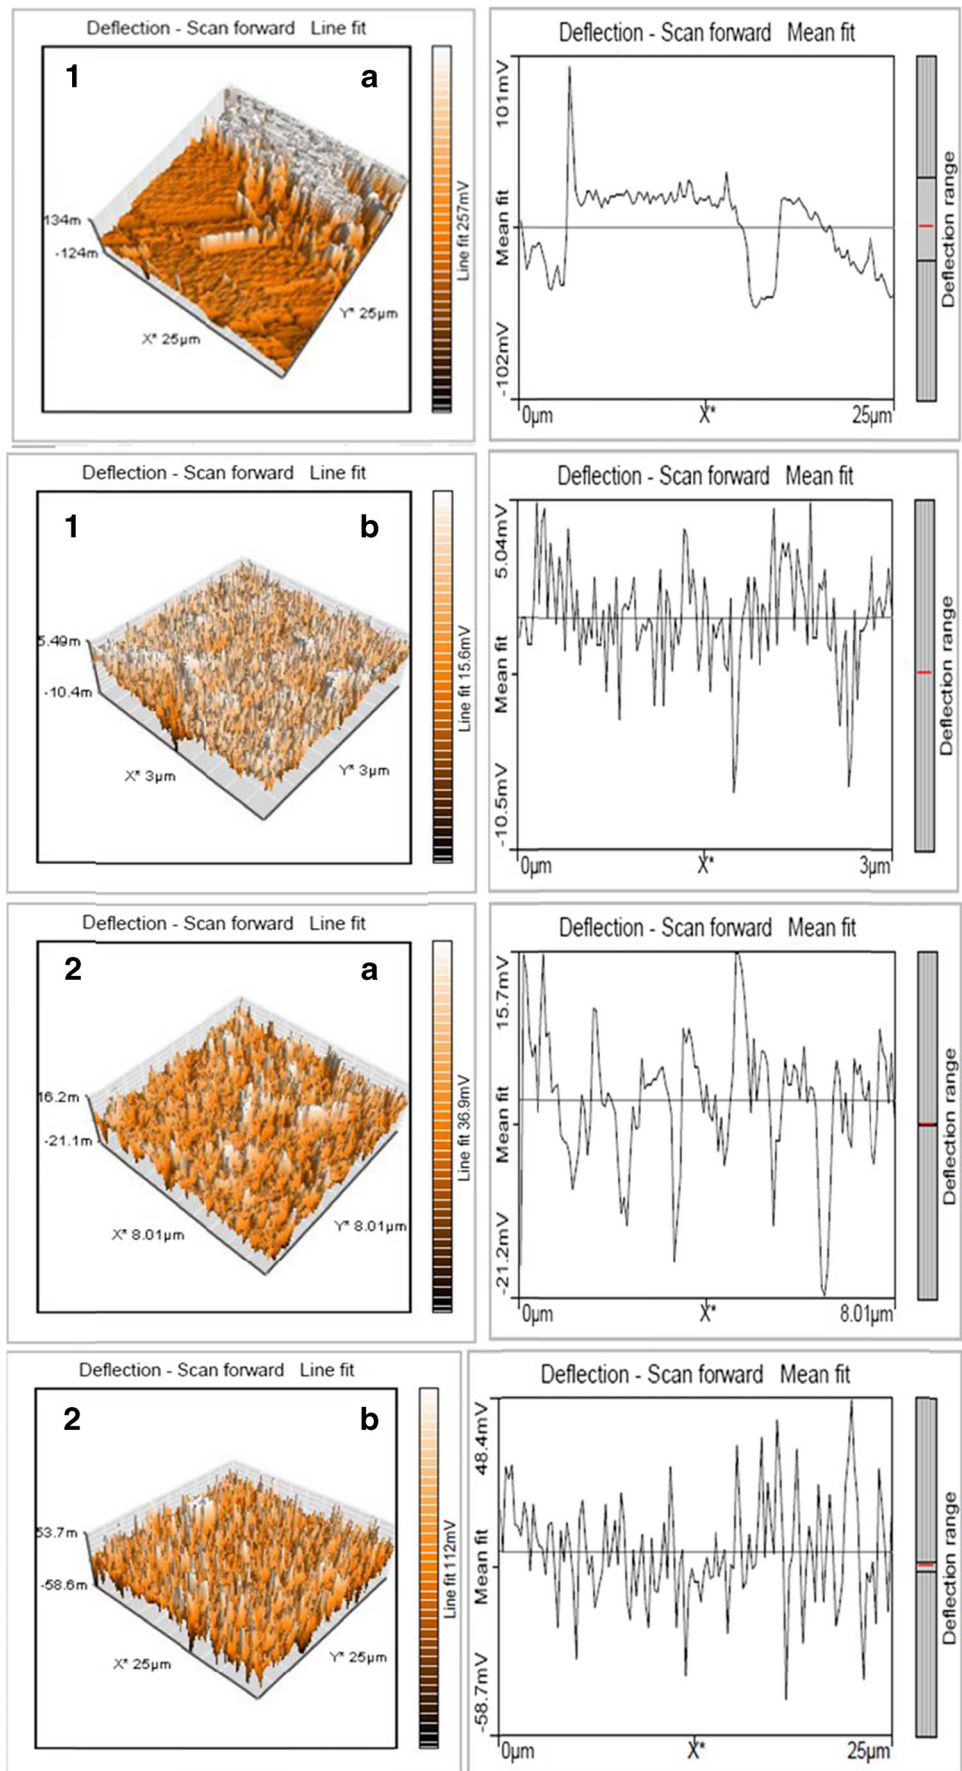 Deflection - Scan forward Line fit
1 a
134m
-124m
X* 25µm
Y* 25µm
Line fit 257mV
Deflection - Scan forward Mean fit
101mV
Mean fit
-102mV
0µm
X*
25µm
Deflection range
Deflection - Scan forward Line fit
1 b
5.49m
-10.4m
X* 3µm
Y* 3µm
Line fit 15.6mV
Deflection - Scan forward Mean fit
5.04mV
Mean fit
-10.5mV
0µm
X*
3µm
Deflection range
Deflection - Scan forward Line fit
2 a
16.2m
-21.1m
X* 8.01µm
Y* 8.01µm
Line fit 36.9mV
Deflection - Scan forward Mean fit
15.7mV
Mean fit
-21.2mV
0µm
X*
8.01µm
Deflection range
Deflection - Scan forward Line fit
2 b
53.7m
-58.6m
X* 25µm
Y* 25µm
Line fit 112mV
Deflection - Scan forward Mean fit
48.4mV
Mean fit
-58.7mV
0µm
X*
25µm
Deflection range